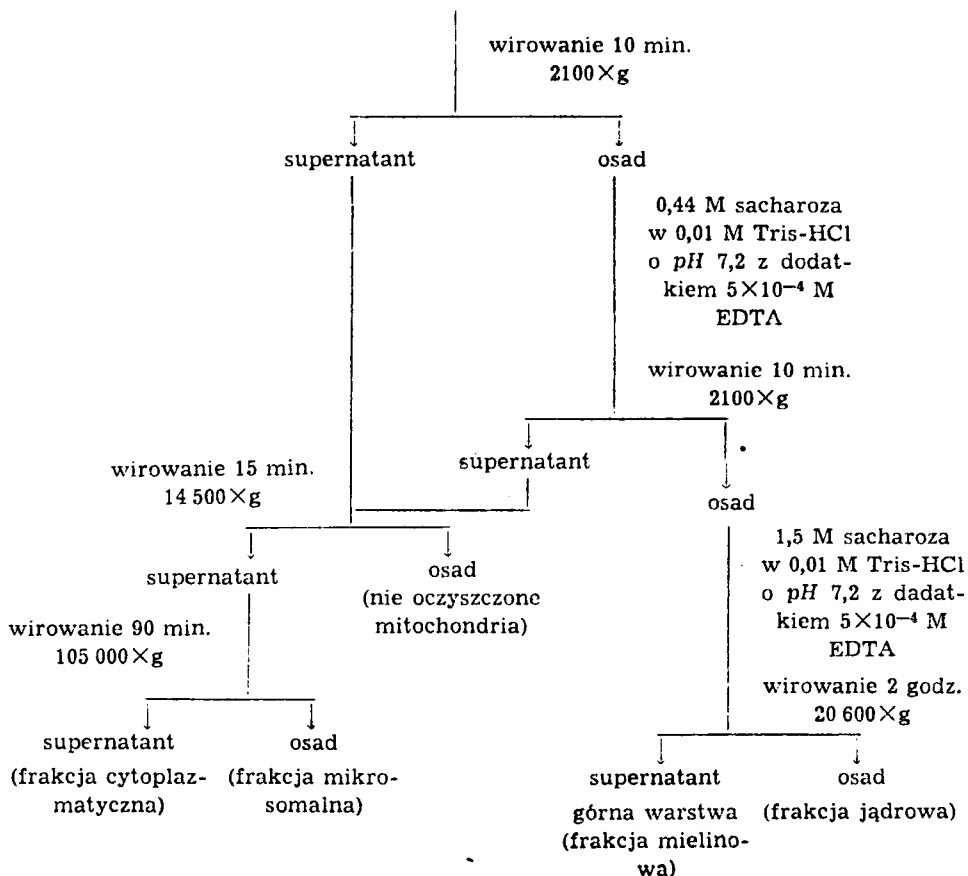 wirowanie 10 min.
2100×g
supernatant
osad
0,44 M sacharoza
w 0,01 M Tris-HCl
o pH 7,2 z dodat-
kiem 5×10⁻⁴ M
EDTA
wirowanie 10 min.
2100×g
supernatant
osad
wirowanie 15 min.
14 500×g
supernatant
osad
(nie oczyszczone
mitochondria)
1,5 M sacharoza
w 0,01 M Tris-HCl
o pH 7,2 z dadat-
kiem 5×10⁻⁴ M
EDTA
wirowanie 90 min.
105 000×g
wirowanie 2 godz.
20 600×g
supernatant
(frakcja cytoplaz-
matyczna)
osad
(frakcja mikro-
somalna)
supernatant
górna warstwa
(frakcja mielino-
wa)
osad
(frakcja jądrowa)